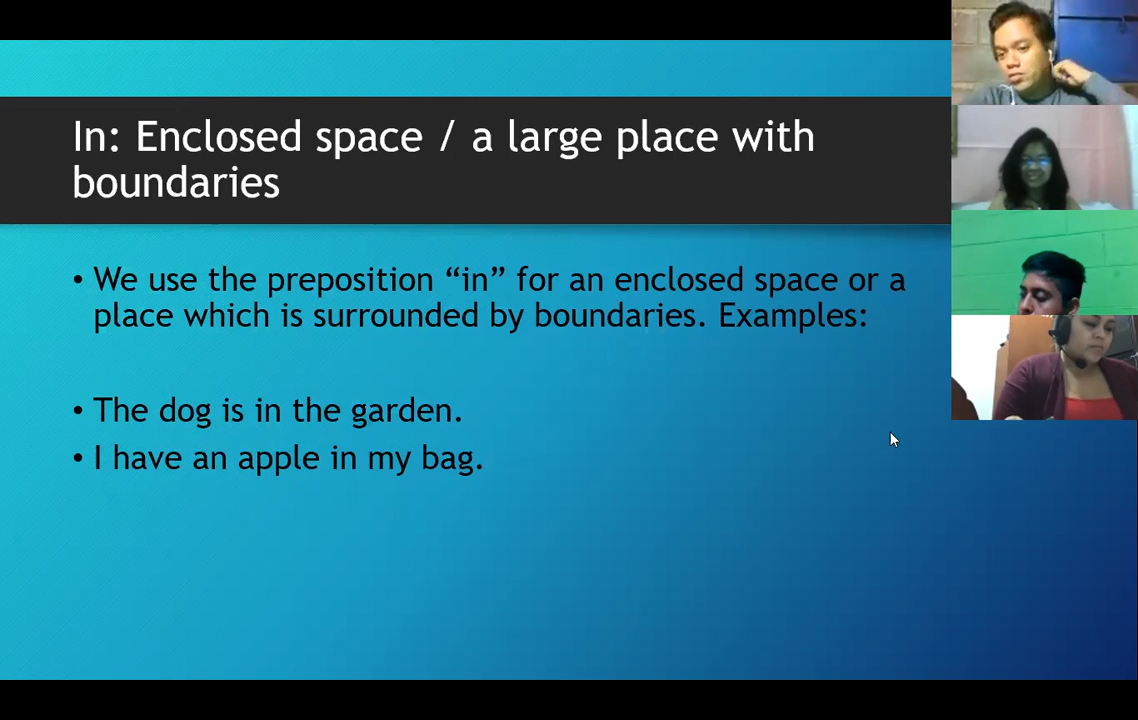 In: Enclosed space / a large place with
boundaries
• We use the preposition “in” for an enclosed space or a
place which is surrounded by boundaries. Examples:
• The dog is in the garden.
• I have an apple in my bag.